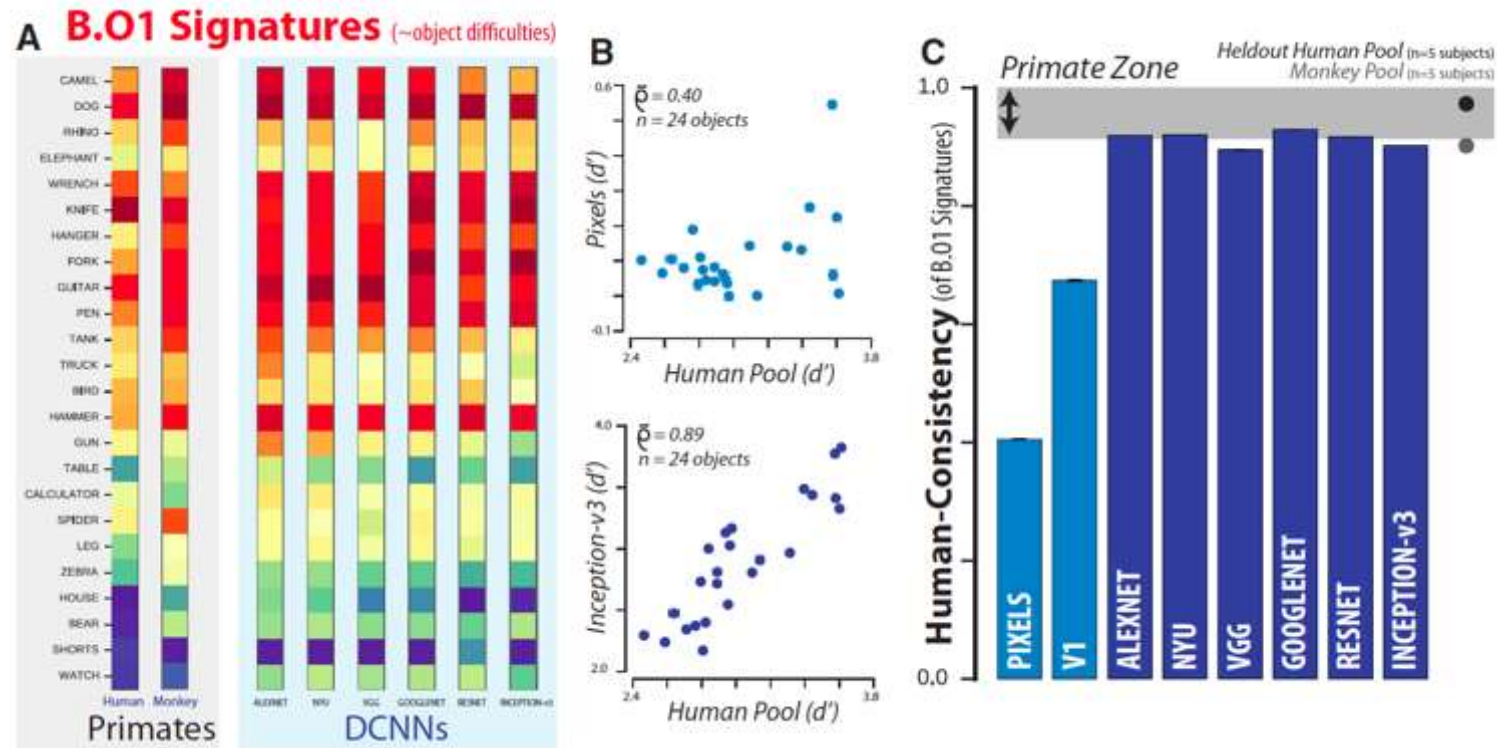 A B.O1 Signatures (~object difficulties)
CAMEL
DOG
RHINO
ELEPHANT
WRENCH
KNIFE
HANGER
FORK
GUITAR
PEN
TANK
TRUCK
BIRD
HAMMER
GUN
TABLE
CALCULATOR
SPIDER
LEG
ZEBRA
HOUSE
BEAR
SHORTS
WATCH
Human Monkey
Primates
ALEXNET NYU VGG GOOGLENET RESNET INCEPTION-v3
DCNNs
B
0.6
ρ̃ = 0.40
n = 24 objects
Pixels (d')
-0.1
2.4 3.8
Human Pool (d')
4.0
ρ̃ = 0.89
n = 24 objects
Inception-v3 (d')
2.0
2.4 3.8
Human Pool (d')
C
Heldout Human Pool (n=5 subjects)
Monkey Pool (n=5 subjects)
Primate Zone
1.0
Human-Consistency (of B.O1 Signatures)
0.0
PIXELS
V1
ALEXNET
NYU
VGG
GOOGLENET
RESNET
INCEPTION-v3